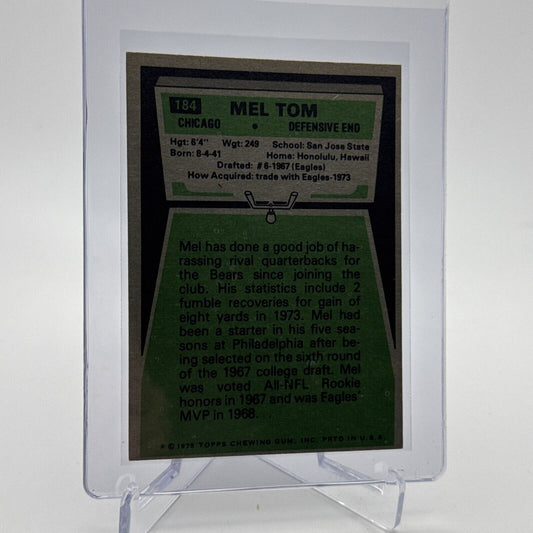 184 MEL TOM
CHICAGO • DEFENSIVE END
Hgt: 6'4" Wgt: 249 School: San Jose State
Born: 8-4-41 Home: Honolulu, Hawaii
Drafted: #6-1967 (Eagles)
How Acquired: trade with Eagles-1973
Mel has done a good job of ha-
rassing rival quarterbacks for
the Bears since joining the
club. His statistics include 2
fumble recoveries for gain of
eight yards in 1973. Mel had
been a starter in his five sea-
sons at Philadelphia after be-
ing selected on the sixth round
of the 1967 college draft. Mel
was voted All-NFL Rookie
honors in 1967 and was Eagles'
MVP in 1968.
* © 1975 TOPPS CHEWING GUM, INC. PRTD IN U.S.A.